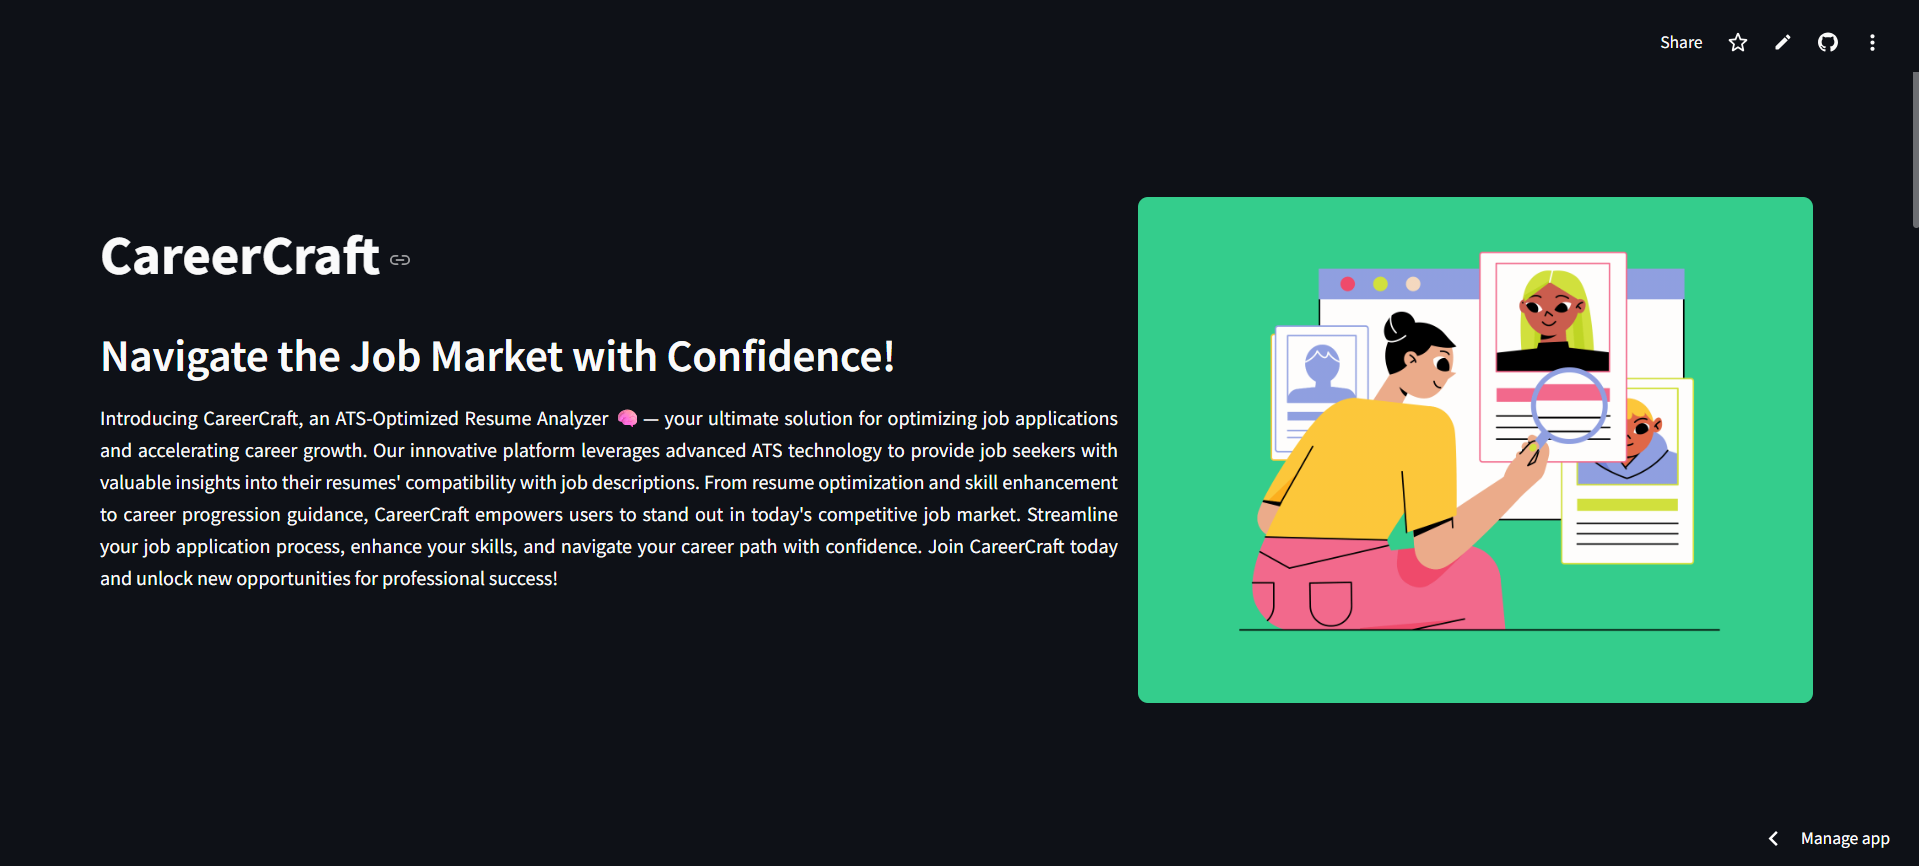 Share
CareerCraft
Navigate the Job Market with Confidence!
Introducing CareerCraft, an ATS-Optimized Resume Analyzer 🧠 — your ultimate solution for optimizing job applications
and accelerating career growth. Our innovative platform leverages advanced ATS technology to provide job seekers with
valuable insights into their resumes' compatibility with job descriptions. From resume optimization and skill enhancement
to career progression guidance, CareerCraft empowers users to stand out in today's competitive job market. Streamline
your job application process, enhance your skills, and navigate your career path with confidence. Join CareerCraft today
and unlock new opportunities for professional success!
Manage app